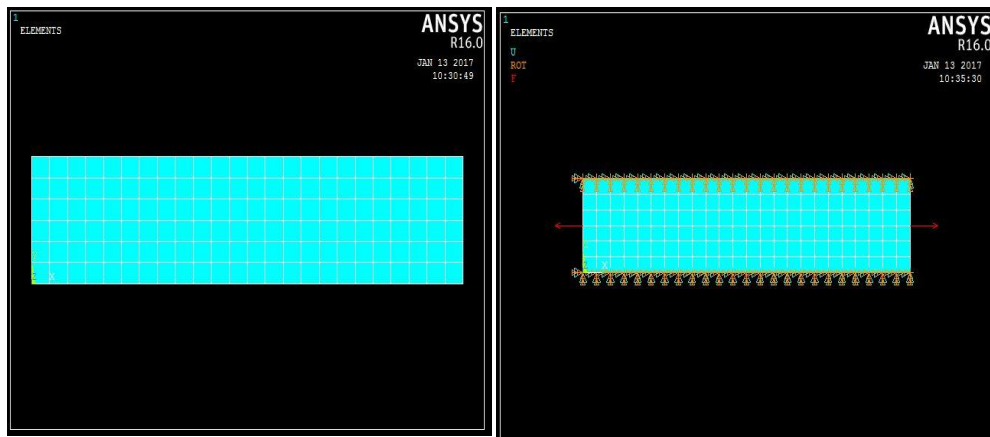 1
ELEMENTS
ANSYS
R16.0
JAN 13 2017
10:30:49
X
1
ELEMENTS
U
ROT
F
ANSYS
R16.0
JAN 13 2017
10:35:30
X